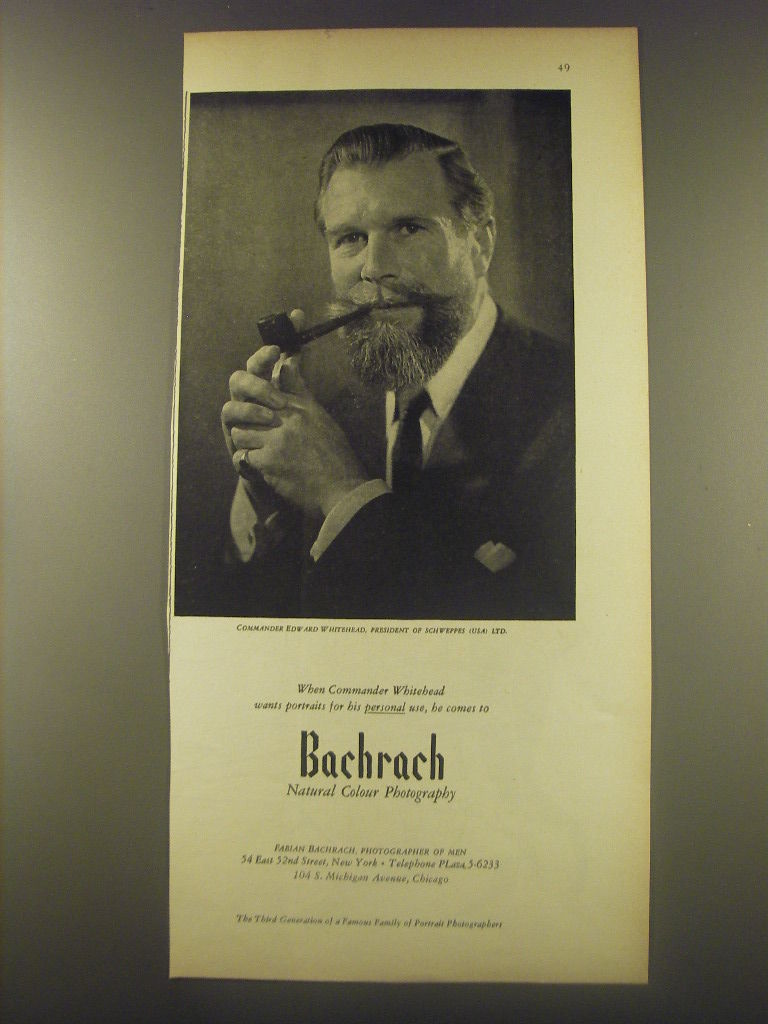 49
COMMANDER EDWARD WHITEHEAD, PRESIDENT OF SCHWEPPES (USA) LTD.
When Commander Whitehead
wants portraits for his personal use, he comes to
Bachrach
Natural Colour Photography
FABIAN BACHRACH, PHOTOGRAPHER OF MEN
54 East 52nd Street, New York • Telephone PLaza 5-6233
104 S. Michigan Avenue, Chicago
The Third Generation of a Famous Family of Portrait Photographers